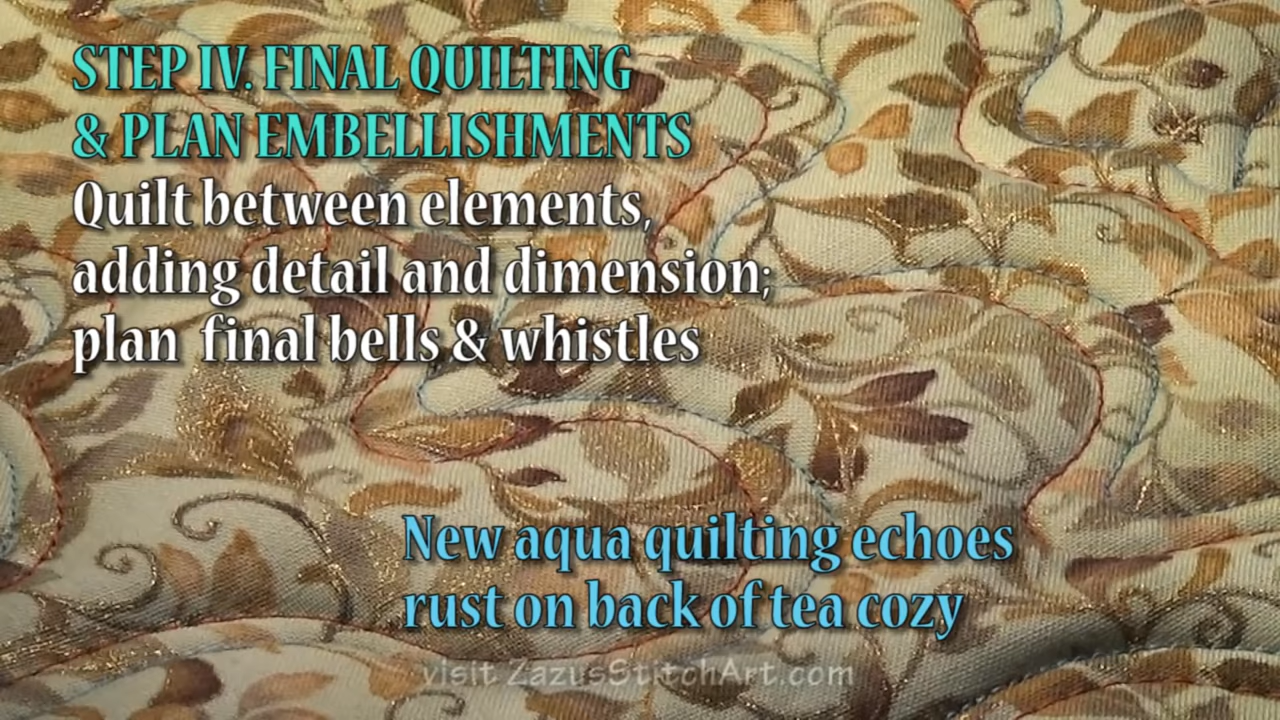 STEP IV. FINAL QUILTING
& PLAN EMBELLISHMENTS
Quilt between elements,
adding detail and dimension;
plan final bells & whistles
New aqua quilting echoes
rust on back of tea cozy
visit ZazusStitchArt.com